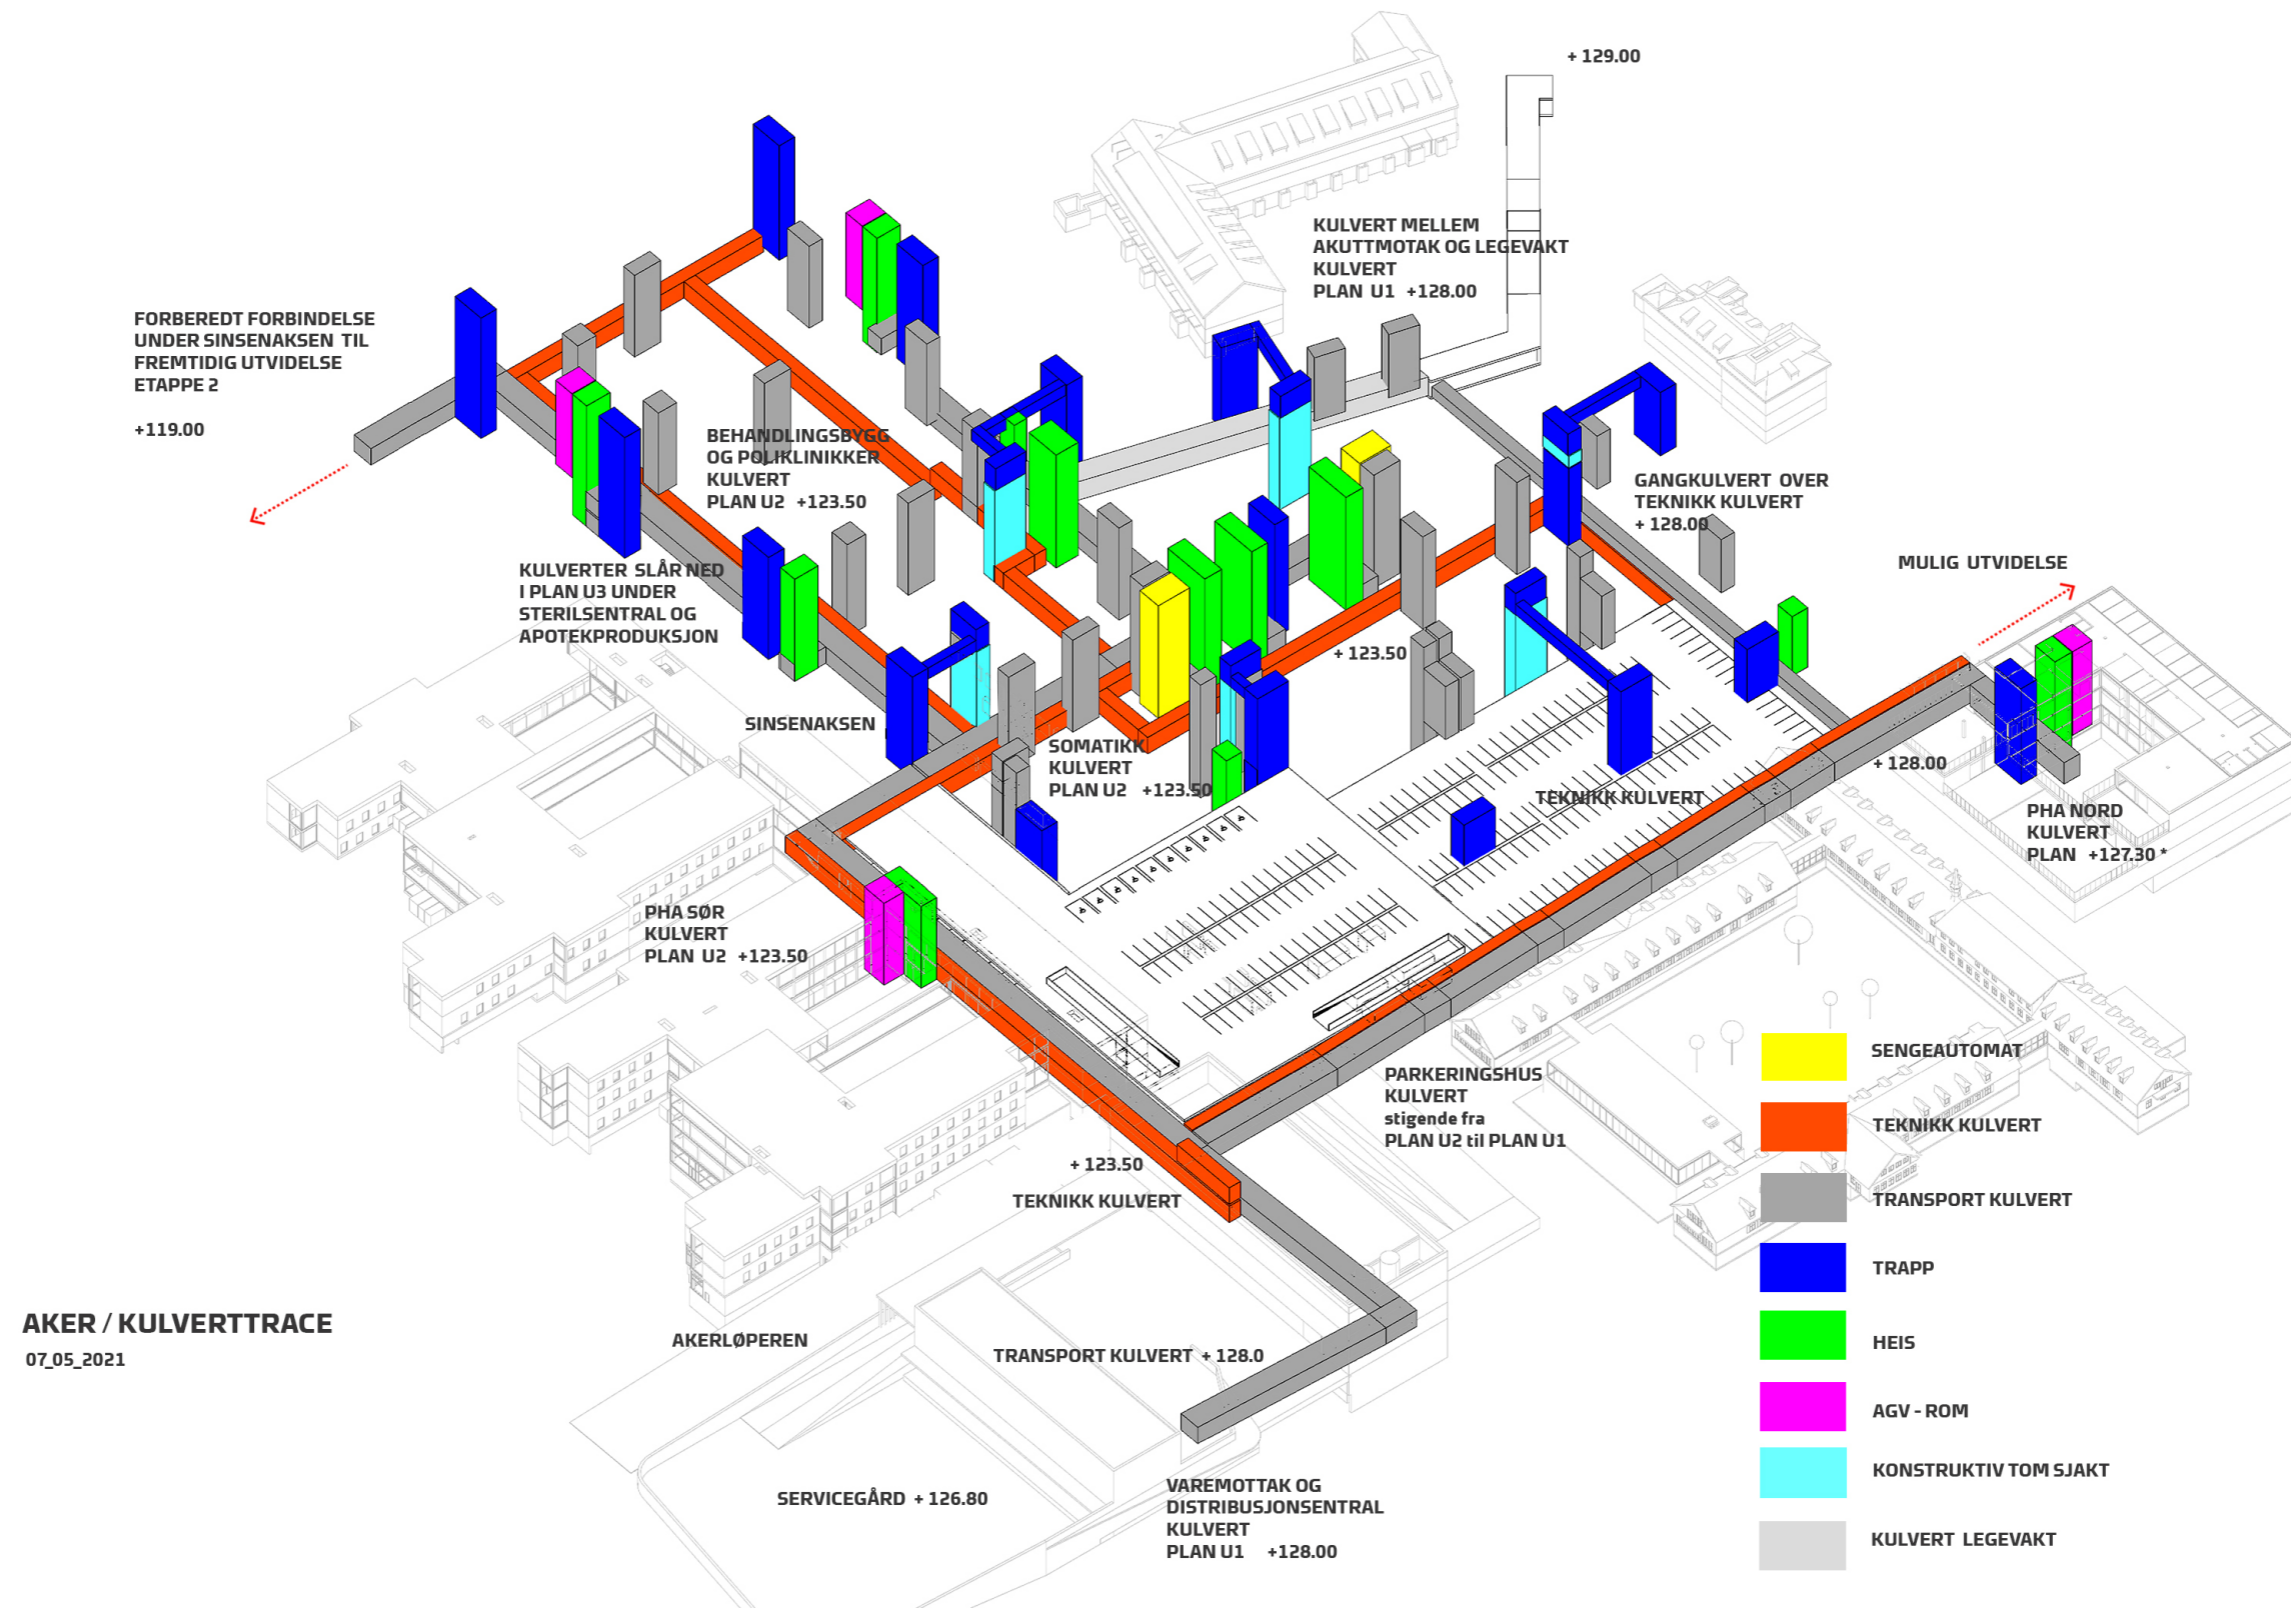 + 129.00
KULVERT MELLEM
AKUTTMOTAK OG LEGEVAKT
KULVERT
PLAN U1 +128.00
FORBEREDT FORBINDELSE
UNDER SINSENAKSEN TIL
FREMTIDIG UTVIDELSE
ETAPPE 2
+119.00
BEHANDLINGSBYGG
OG POLIKLINIKKER
KULVERT
PLAN U2 +123.50
GANGKULVERT OVER
TEKNIKK KULVERT
+ 128.00
MULIG UTVIDELSE
KULVERTER SLÅR NED
I PLAN U3 UNDER
STERILSENTRAL OG
APOTEKPRODUKSJON
+ 123.50
SINSENAKSEN
SOMATIKK
KULVERT
PLAN U2 +123.50
+ 128.00
TEKNIKK KULVERT
PHA NORD
KULVERT
PLAN +127.30 *
PHA SØR
KULVERT
PLAN U2 +123.50
PARKERINGSHUS
KULVERT
stigende fra
PLAN U2 til PLAN U1
+ 123.50
TEKNIKK KULVERT
SENGEAUTOMAT
TEKNIKK KULVERT
TRANSPORT KULVERT
TRAPP
HEIS
AGV - ROM
KONSTRUKTIV TOM SJAKT
KULVERT LEGEVAKT
AKER / KULVERTTRACE
07_05_2021
AKERLØPEREN
TRANSPORT KULVERT + 128.0
SERVICEGÅRD + 126.80
VAREMOTTAK OG
DISTRIBUSJONSENTRAL
KULVERT
PLAN U1 +128.00